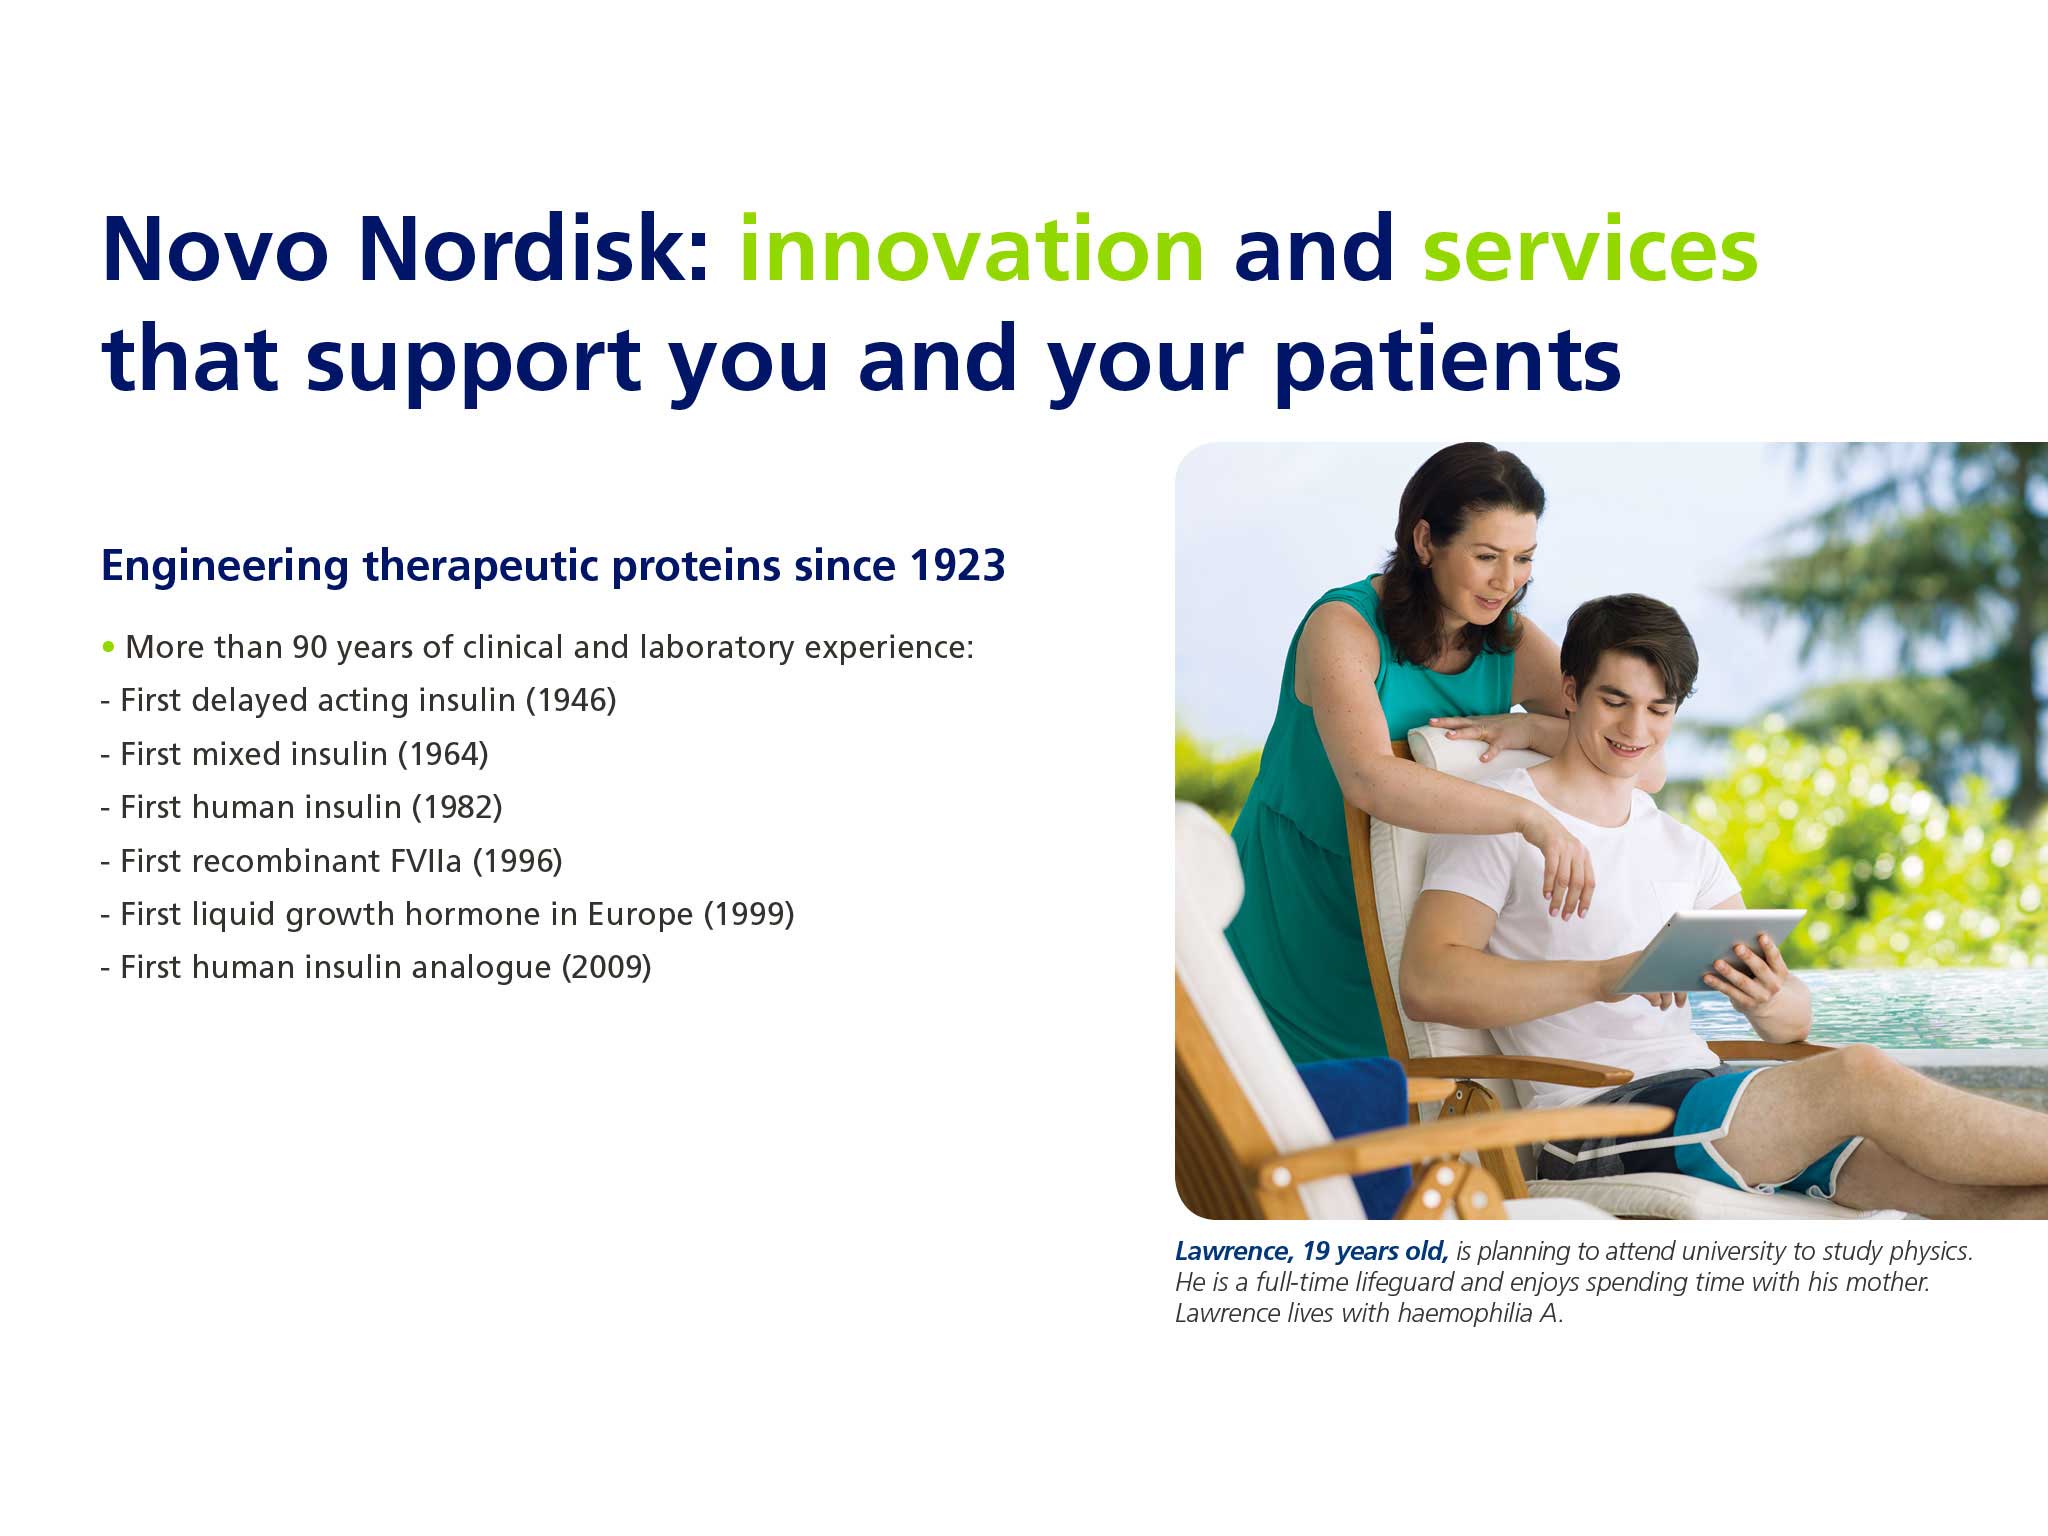 Novo Nordisk: innovation and services
that support you and your patients
Engineering therapeutic proteins since 1923
• More than 90 years of clinical and laboratory experience:
- First delayed acting insulin (1946)
- First mixed insulin (1964)
- First human insulin (1982)
- First recombinant FVIIa (1996)
- First liquid growth hormone in Europe (1999)
- First human insulin analogue (2009)
Lawrence, 19 years old, is planning to attend university to study physics.
He is a full-time lifeguard and enjoys spending time with his mother.
Lawrence lives with haemophilia A.